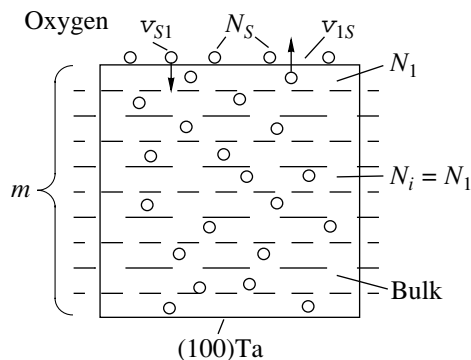 Oxygen
v_{S1}
N_S
v_{1S}
N_1
m
N_i = N_1
Bulk
(100)Ta